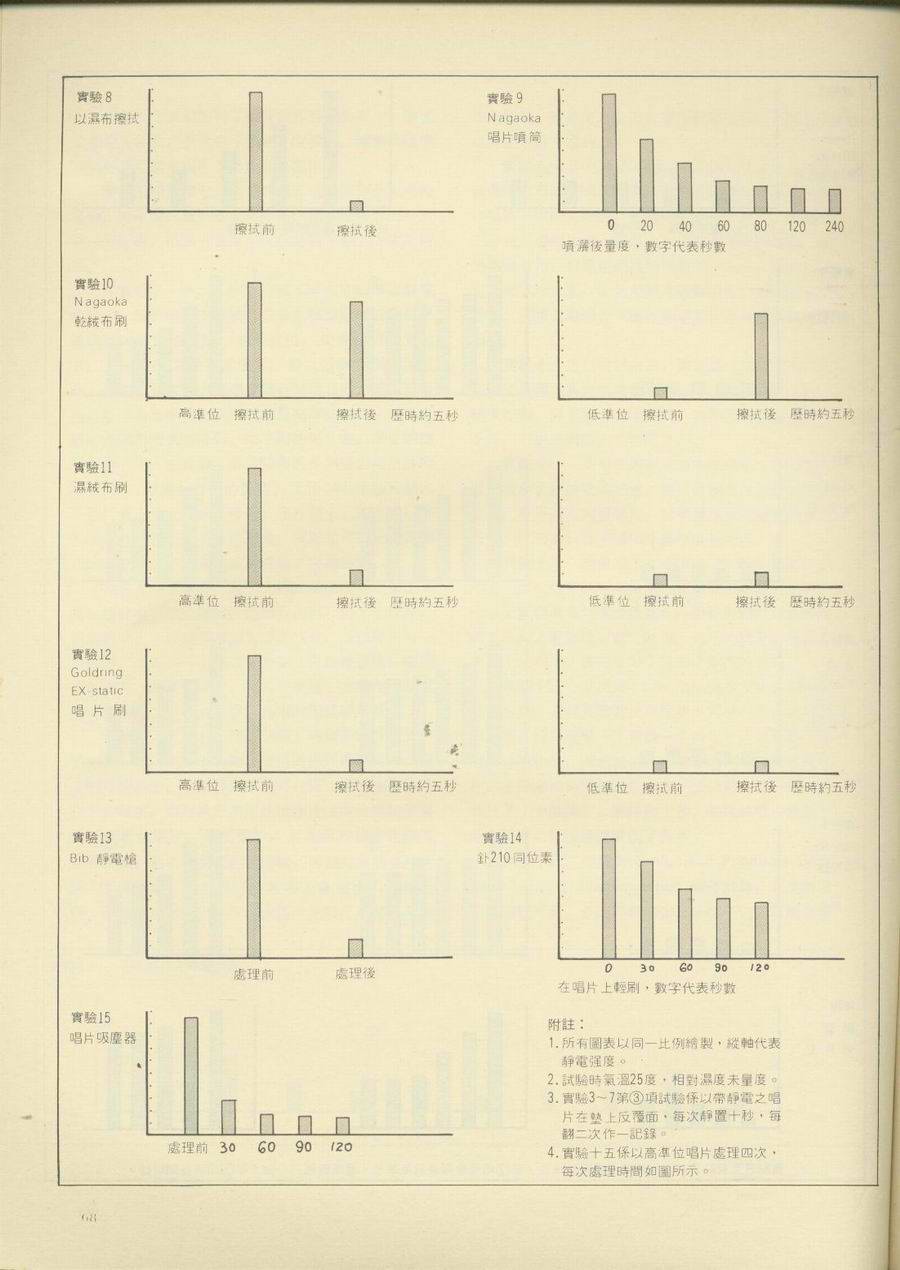 實驗8
以濕布擦拭
擦拭前 擦拭後
實驗9
Nagaoka
唱片噴筒
0 20 40 60 80 120 240
噴灑後量度，數字代表秒數
實驗10
Nagaoka
乾絨布刷
高準位 擦拭前 擦拭後 歷時約五秒
低準位 擦拭前 擦拭後 歷時約五秒
實驗11
濕絨布刷
高準位 擦拭前 擦拭後 歷時約五秒
低準位 擦拭前 擦拭後 歷時約五秒
實驗12
Goldring
EX-static
唱片刷
高準位 擦拭前 擦拭後 歷時約五秒
低準位 擦拭前 擦拭後 歷時約五秒
實驗13
Bib 靜電槍
處理前 處理後
實驗14
釙210同位素
0 30 60 90 120
在唱片上輕刷，數字代表秒數
實驗15
唱片吸塵器
處理前 30 60 90 120
附註：
1.所有圖表以同一比例繪製，縱軸代表
靜電强度。
2.試驗時氣溫25度，相對濕度未量度。
3.實驗3～7第③項試驗係以帶靜電之唱
片在墊上反覆面，每次靜置十秒，每
翻二次作一記錄。
4.實驗十五係以高準位唱片處理四次，
每次處理時間如圖所示。
68